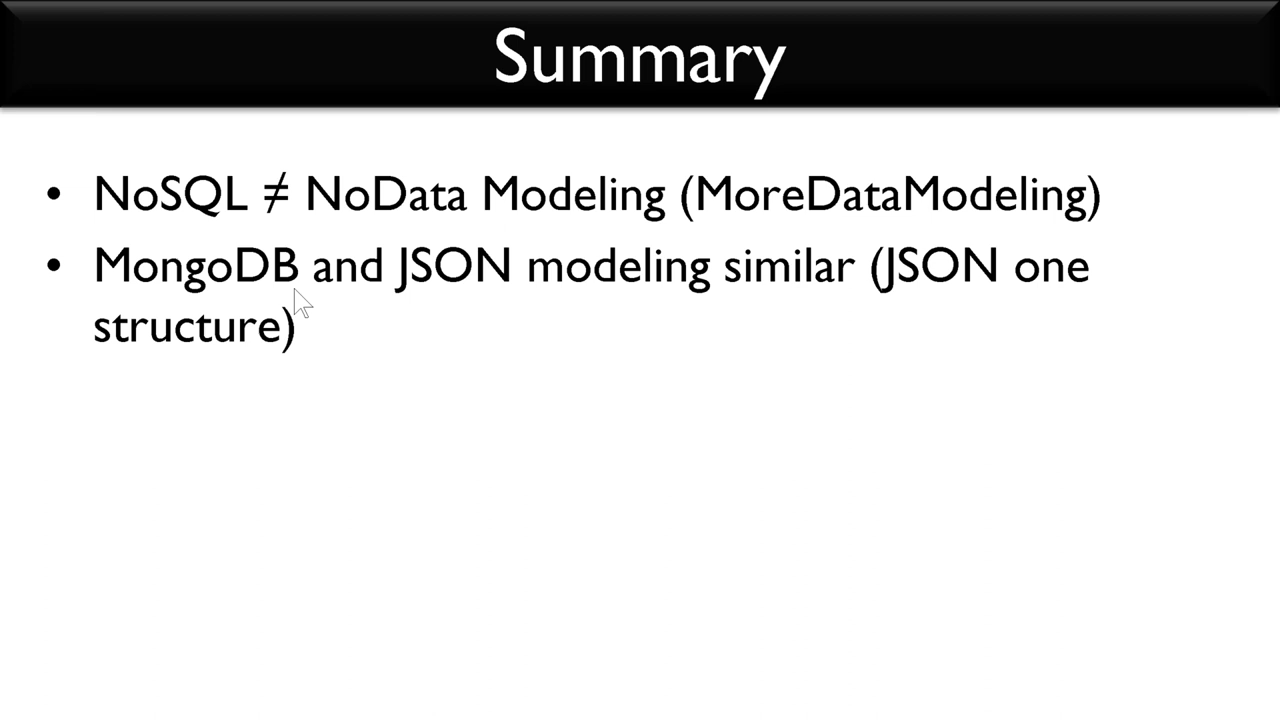 Summary
• NoSQL ≠ NoData Modeling (MoreDataModeling)
• MongoDB and JSON modeling similar (JSON one
structure)